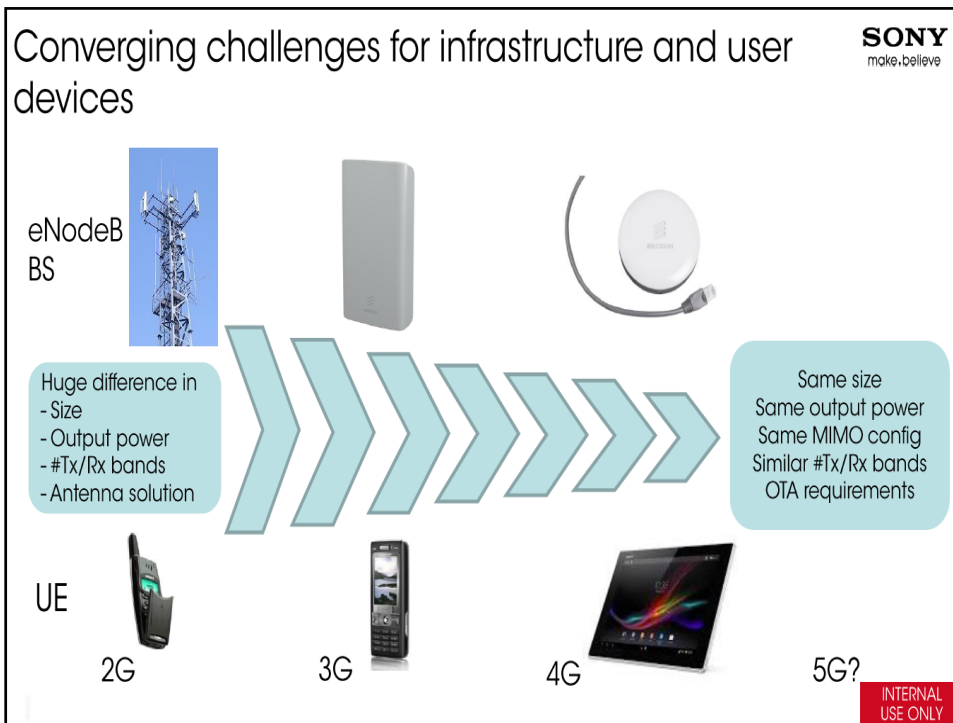 Converging challenges for infrastructure and user
devices
SONY
make.believe
eNodeB
BS
ERICSSON
Huge difference in
- Size
- Output power
- #Tx/Rx bands
- Antenna solution
Same size
Same output power
Same MIMO config
Similar #Tx/Rx bands
OTA requirements
UE
2G
3G
4G
5G?
INTERNAL
USE ONLY